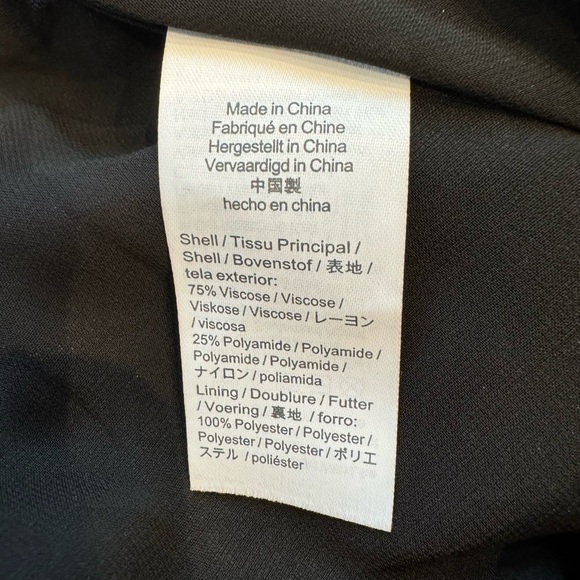 Made in China
Fabriqué en Chine
Hergestellt in China
Vervaardigd in China
中国製
hecho en china
Shell / Tissu Principal /
Shell / Bovenstof / 表地 /
tela exterior:
75% Viscose / Viscose /
Viskose / Viscose / レーヨン
/ viscosa
25% Polyamide / Polyamide /
Polyamide / Polyamide /
ナイロン / poliamida
Lining / Doublure / Futter
/ Voering / 裏地 / forro:
100% Polyester / Polyester /
Polyester / Polyester / ポリエ
ステル / poliéster